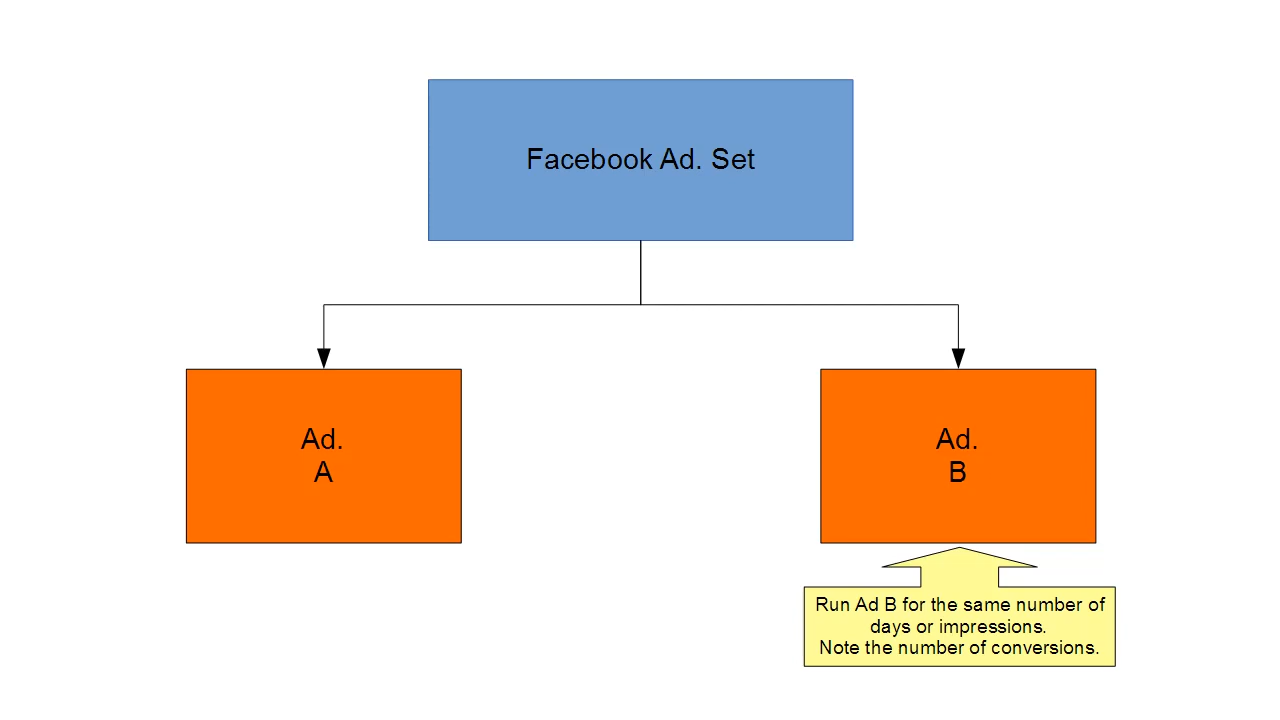 Facebook Ad. Set
Ad.
A
Ad.
B
Run Ad B for the same number of
days or impressions.
Note the number of conversions.